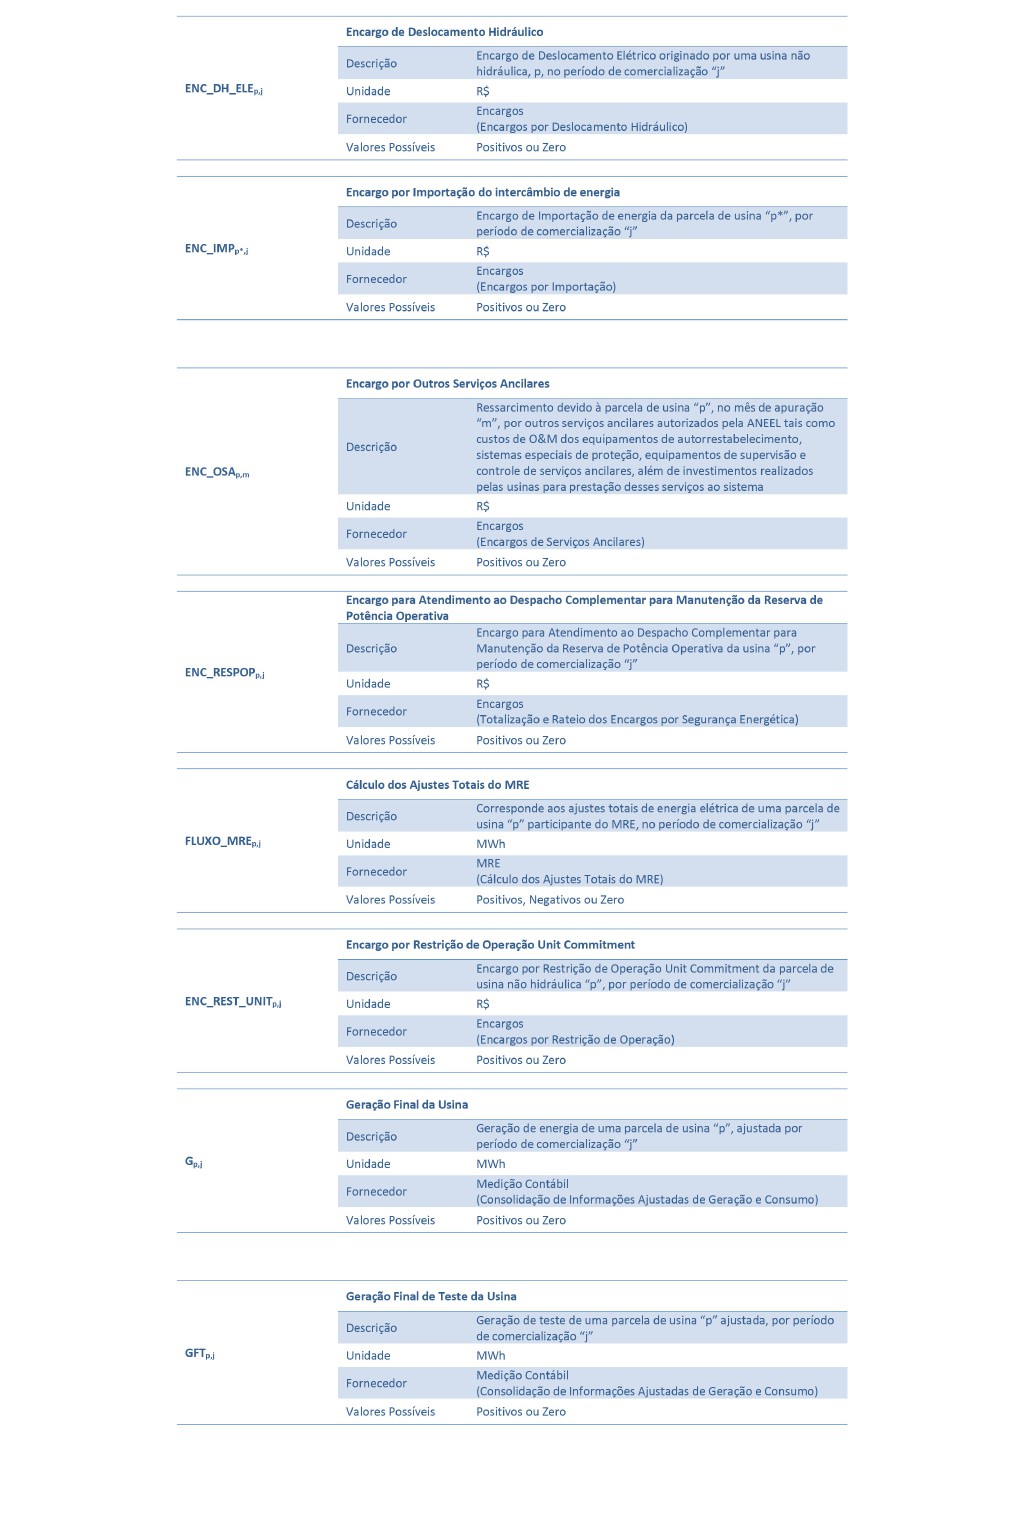 Encargo de Deslocamento Hidráulico
ENC_DH_ELEp,j
Descrição
Encargo de Deslocamento Elétrico originado por uma usina não
hidráulica, p, no período de comercialização “j”
Unidade
R$
Fornecedor
Encargos
(Encargos por Deslocamento Hidráulico)
Valores Possíveis
Positivos ou Zero
Encargo por Importação do intercâmbio de energia
ENC_IMPp*,j
Descrição
Encargo de Importação de energia da parcela de usina “p*”, por
período de comercialização “j”
Unidade
R$
Fornecedor
Encargos
(Encargos por Importação)
Valores Possíveis
Positivos ou Zero
Encargo por Outros Serviços Ancilares
ENC_OSAp,m
Descrição
Ressarcimento devido à parcela de usina “p”, no mês de apuração
“m”, por outros serviços ancilares autorizados pela ANEEL tais como
custos de O&M dos equipamentos de autorrestabelecimento,
sistemas especiais de proteção, equipamentos de supervisão e
controle de serviços ancilares, além de investimentos realizados
pelas usinas para prestação desses serviços ao sistema
Unidade
R$
Fornecedor
Encargos
(Encargos de Serviços Ancilares)
Valores Possíveis
Positivos ou Zero
Encargo para Atendimento ao Despacho Complementar para Manutenção da Reserva de
Potência Operativa
ENC_RESPOPp,j
Descrição
Encargo para Atendimento ao Despacho Complementar para
Manutenção da Reserva de Potência Operativa da usina “p”, por
período de comercialização “j”
Unidade
R$
Fornecedor
Encargos
(Totalização e Rateio dos Encargos por Segurança Energética)
Valores Possíveis
Positivos ou Zero
Cálculo dos Ajustes Totais do MRE
FLUXO_MREp,j
Descrição
Corresponde aos ajustes totais de energia elétrica de uma parcela de
usina “p” participante do MRE, no período de comercialização “j”
Unidade
MWh
Fornecedor
MRE
(Cálculo dos Ajustes Totais do MRE)
Valores Possíveis
Positivos, Negativos ou Zero
Encargo por Restrição de Operação Unit Commitment
ENC_REST_UNITp,j
Descrição
Encargo por Restrição de Operação Unit Commitment da parcela de
usina não hidráulica “p”, por período de comercialização “j”
Unidade
R$
Fornecedor
Encargos
(Encargos por Restrição de Operação)
Valores Possíveis
Positivos ou Zero
Geração Final da Usina
Gp,j
Descrição
Geração de energia de uma parcela de usina “p”, ajustada por
período de comercialização “j”
Unidade
MWh
Fornecedor
Medição Contábil
(Consolidação de Informações Ajustadas de Geração e Consumo)
Valores Possíveis
Positivos ou Zero
Geração Final de Teste da Usina
GFTp,j
Descrição
Geração de teste de uma parcela de usina “p” ajustada, por período
de comercialização “j”
Unidade
MWh
Fornecedor
Medição Contábil
(Consolidação de Informações Ajustadas de Geração e Consumo)
Valores Possíveis
Positivos ou Zero